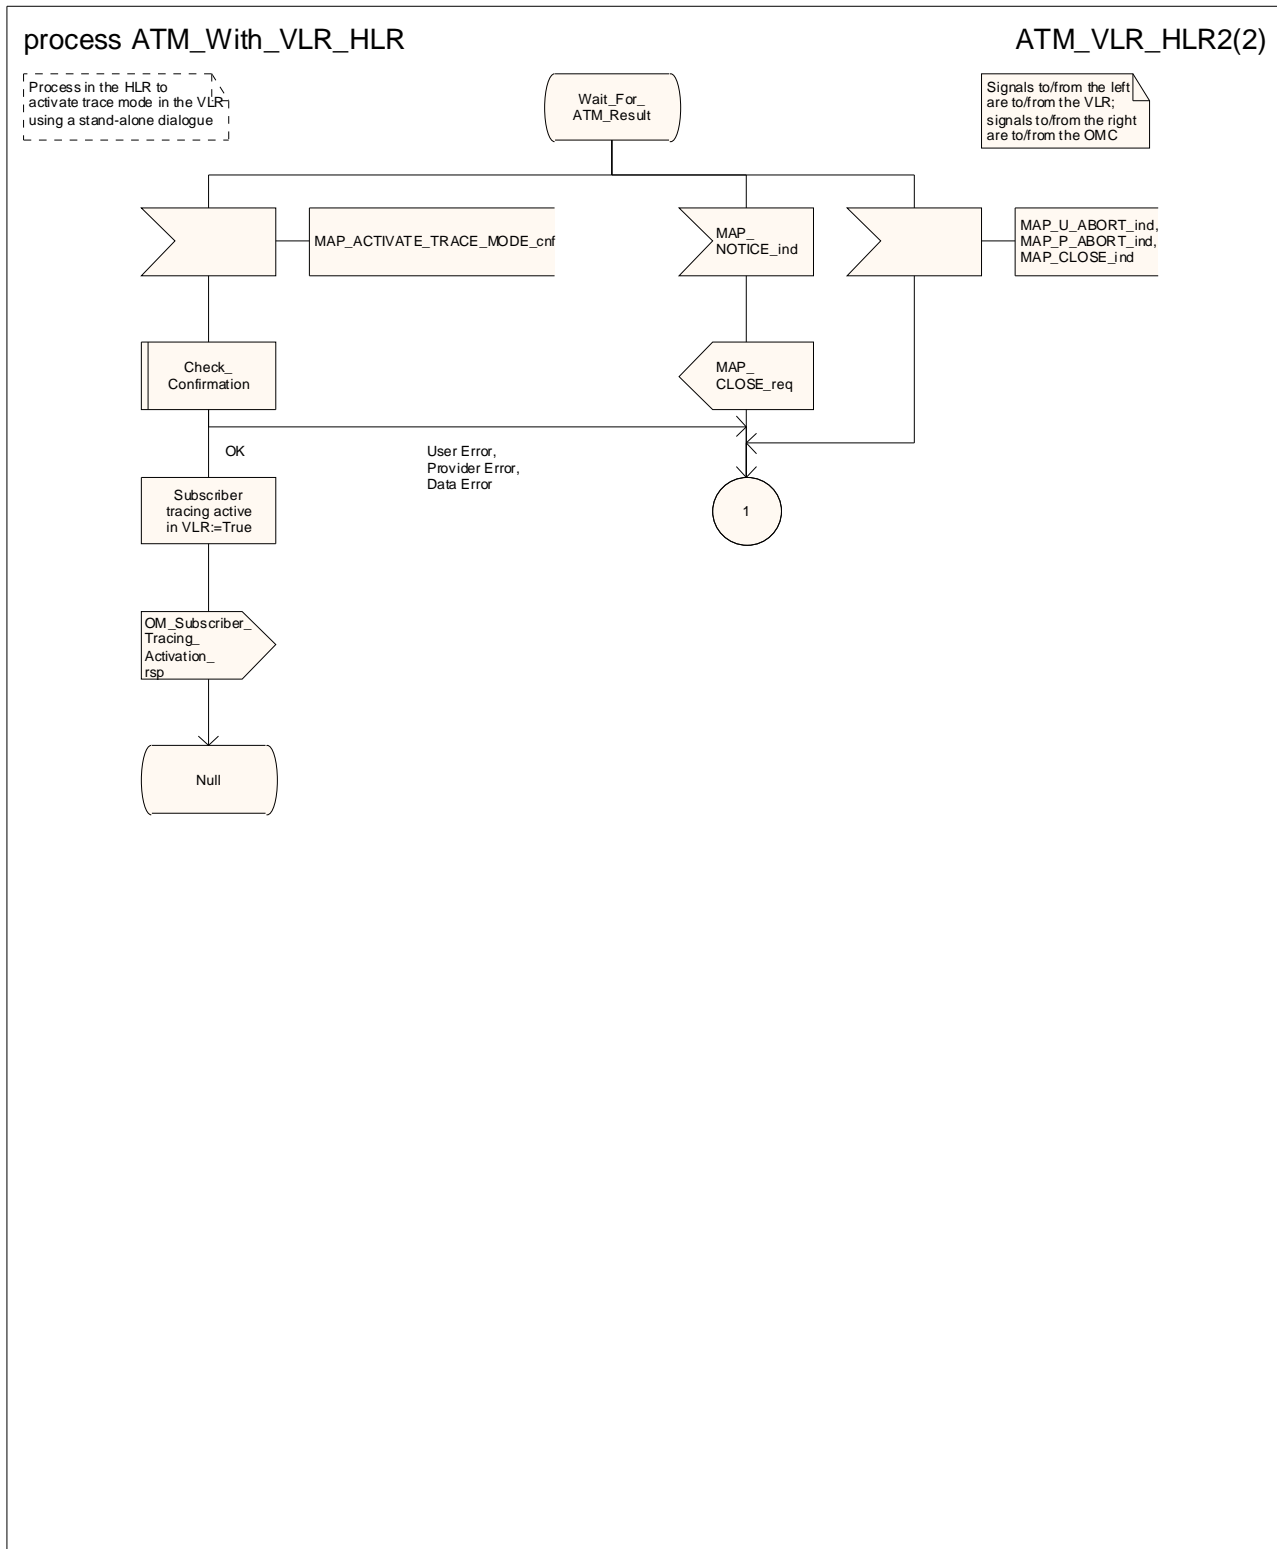 process ATM_With_VLR_HLR
ATM_VLR_HLR2(2)
Process in the HLR to
activate trace mode in the VLR
using a stand-alone dialogue
Wait_For_
ATM_Result
Signals to/from the left
are to/from the VLR;
signals to/from the right
are to/from the OMC
MAP_ACTIVATE_TRACE_MODE_cnf
MAP_
NOTICE_ind
MAP_U_ABORT_ind,
MAP_P_ABORT_ind,
MAP_CLOSE_ind
Check_
Confirmation
MAP_
CLOSE_req
OK
User Error,
Provider Error,
Data Error
Subscriber
tracing active
in VLR:=True
1
OM_Subscriber_
Tracing_
Activation_
rsp
Null